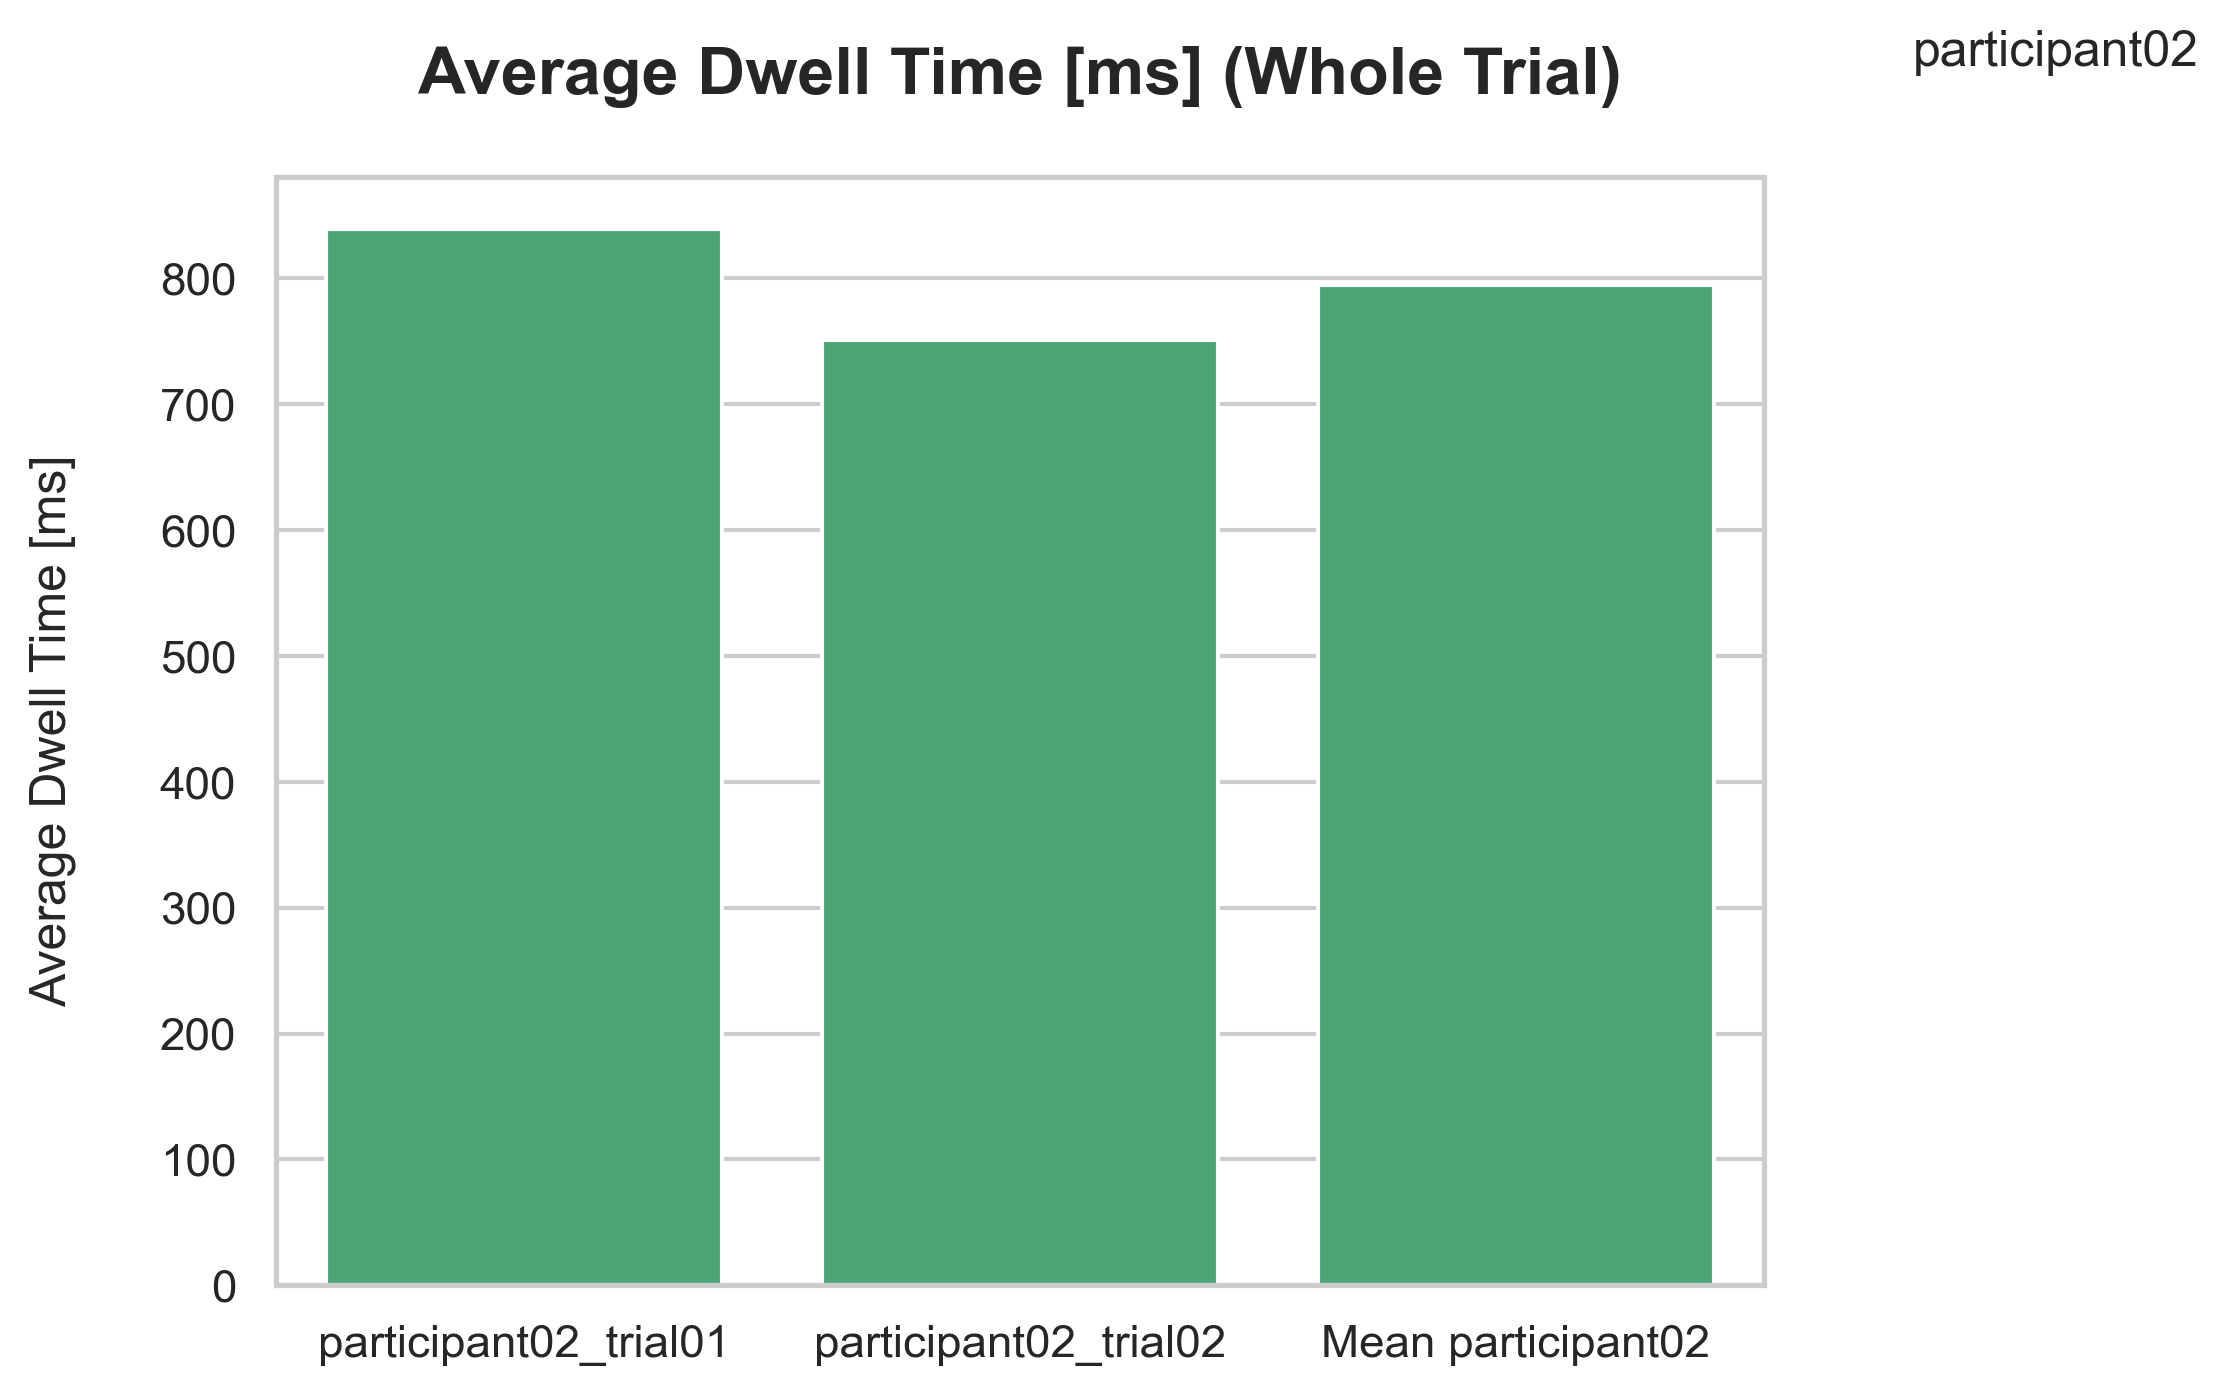 participant02
Average Dwell Time [ms] (Whole Trial)
Average Dwell Time [ms]
800
700
600
500
400
300
200
100
0
participant02_trial01
participant02_trial02
Mean participant02